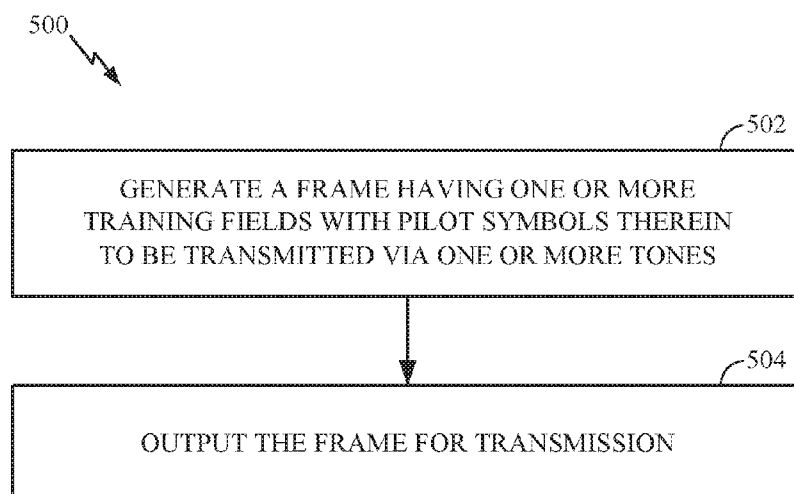 500
502
GENERATE A FRAME HAVING ONE OR MORE
TRAINING FIELDS WITH PILOT SYMBOLS THEREIN
TO BE TRANSMITTED VIA ONE OR MORE TONES
504
OUTPUT THE FRAME FOR TRANSMISSION